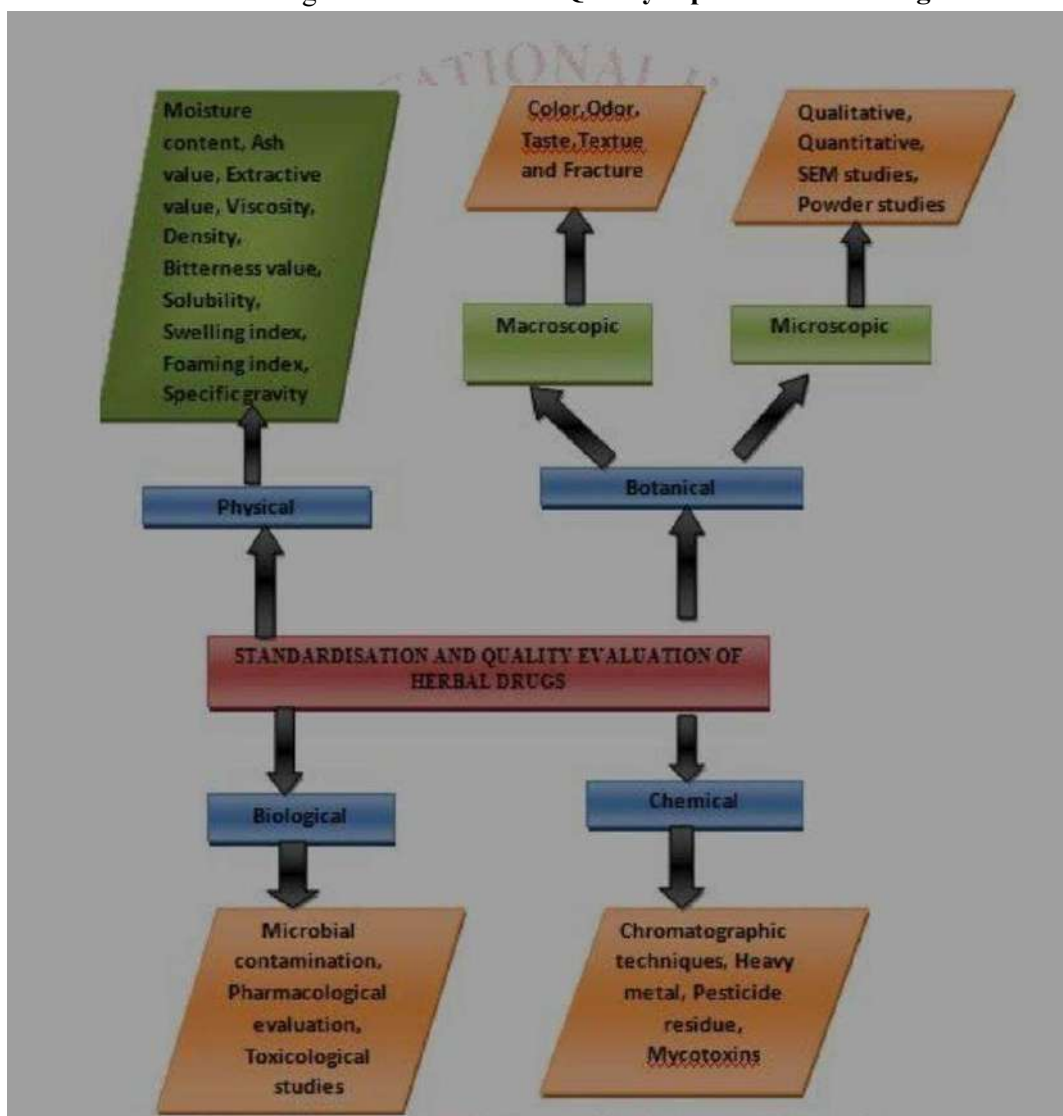 Moisture
content, Ash
value, Extractive
value, Viscosity,
Density,
Bitterness value,
Solubility,
Swelling index,
Foaming index,
Specific gravity
Color,Odor,
Taste,Textue
and Fracture
Qualitative,
Quantitative,
SEM studies,
Powder studies
Macroscopic
Microscopic
Physical
Botanical
STANDARDISATION AND QUALITY EVALUATION OF
HERBAL DRUGS
Biological
Chemical
Microbial
contamination,
Pharmacological
evaluation,
Toxicological
studies
Chromatographic
techniques, Heavy
metal, Pesticide
residue,
Mycotoxins